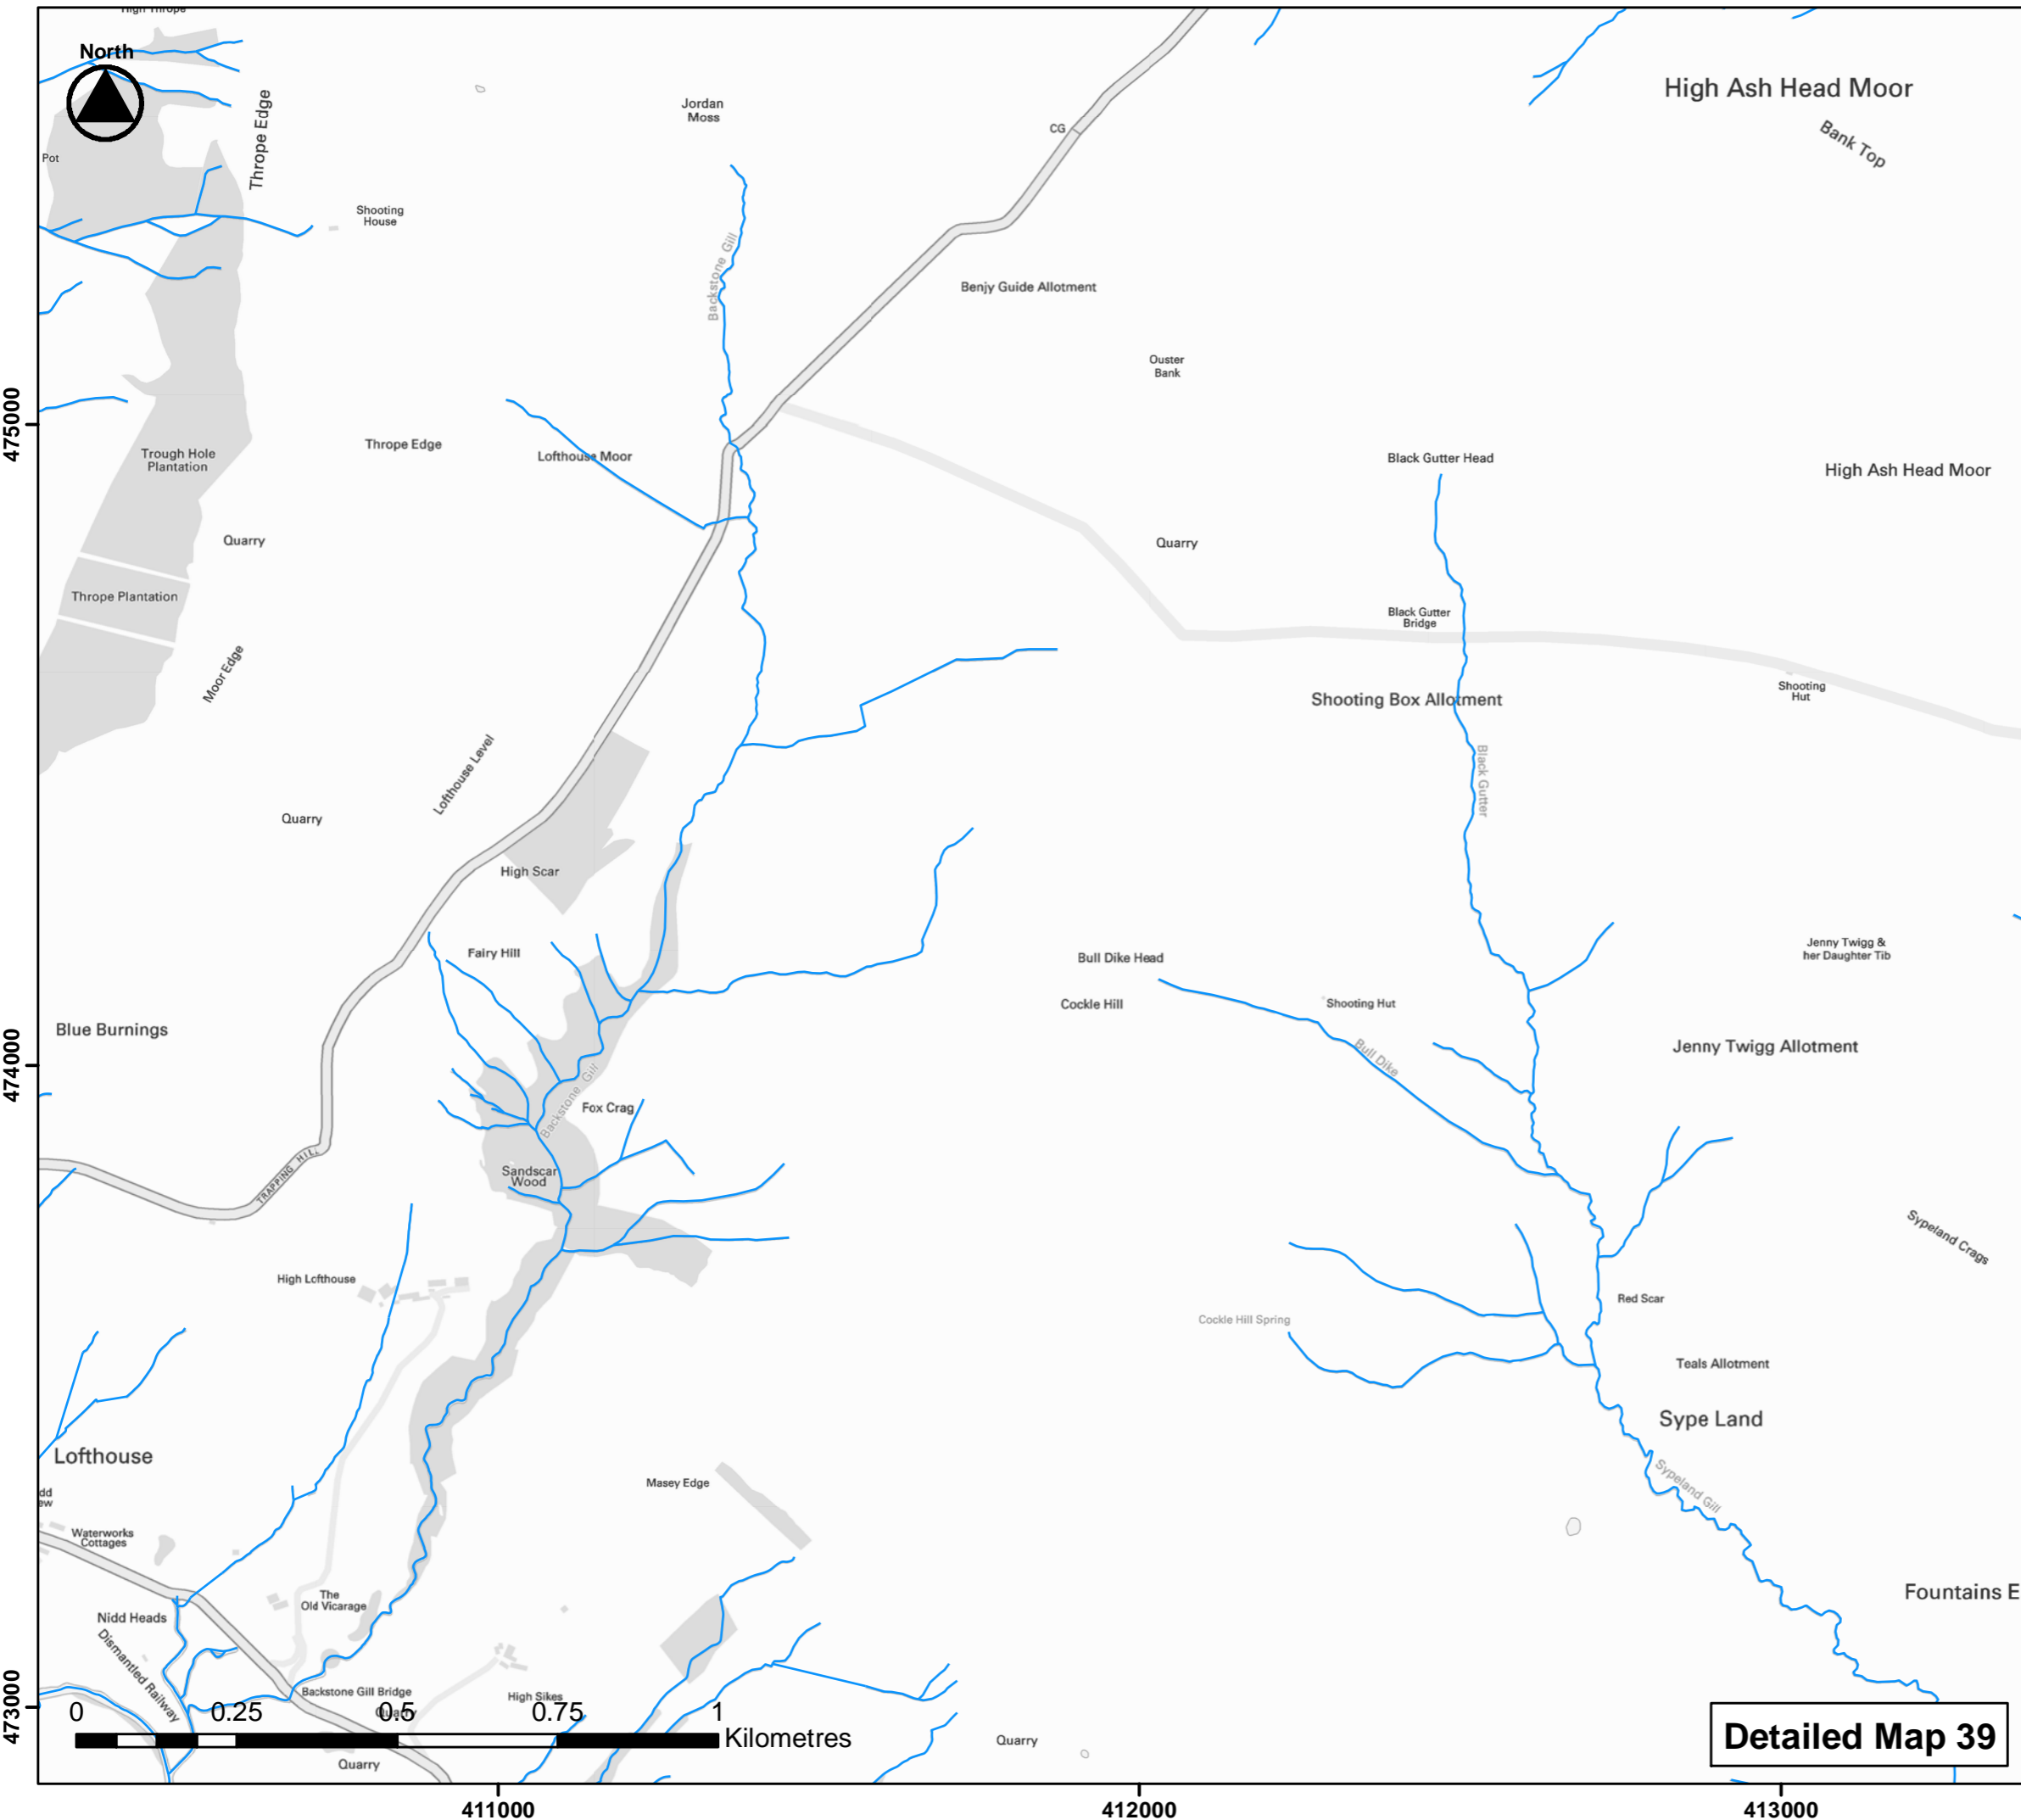 High Thrope
North
High Ash Head Moor
Jordan
Moss
CG
Bank Top
Thrope Edge
Pot
Shooting
House
Backstone Gill
Benjy Guide Allotment
Ouster
Bank
475000
Thrope Edge
Lofthouse Moor
Trough Hole
Plantation
Black Gutter Head
High Ash Head Moor
Quarry
Quarry
Thrope Plantation
Black Gutter
Bridge
Moor Edge
Shooting Box Allotment
Shooting
Hut
Lofthouse Level
Black Gutter
Quarry
High Scar
Fairy Hill
Bull Dike Head
Jenny Twigg &
her Daughter Tib
Cockle Hill
Shooting Hut
Blue Burnings
Bull Dike
Jenny Twigg Allotment
474000
Backstone Gill
Fox Crag
TRAPPING HILL
Sandscar
Wood
Sypeland Crags
High Lofthouse
Red Scar
Cockle Hill Spring
Teals Allotment
Sype Land
Lofthouse
Masey Edge
Sypeland Gill
dd
ew
Waterworks
Cottages
The
Old Vicarage
Fountains E
Nidd Heads
Dismantled Railway
473000
Backstone Gill Bridge
High Sikes
Quarry
0 0.25 0.5 0.75 1
Kilometres
Quarry
Quarry
Detailed Map 39
411000 412000 413000